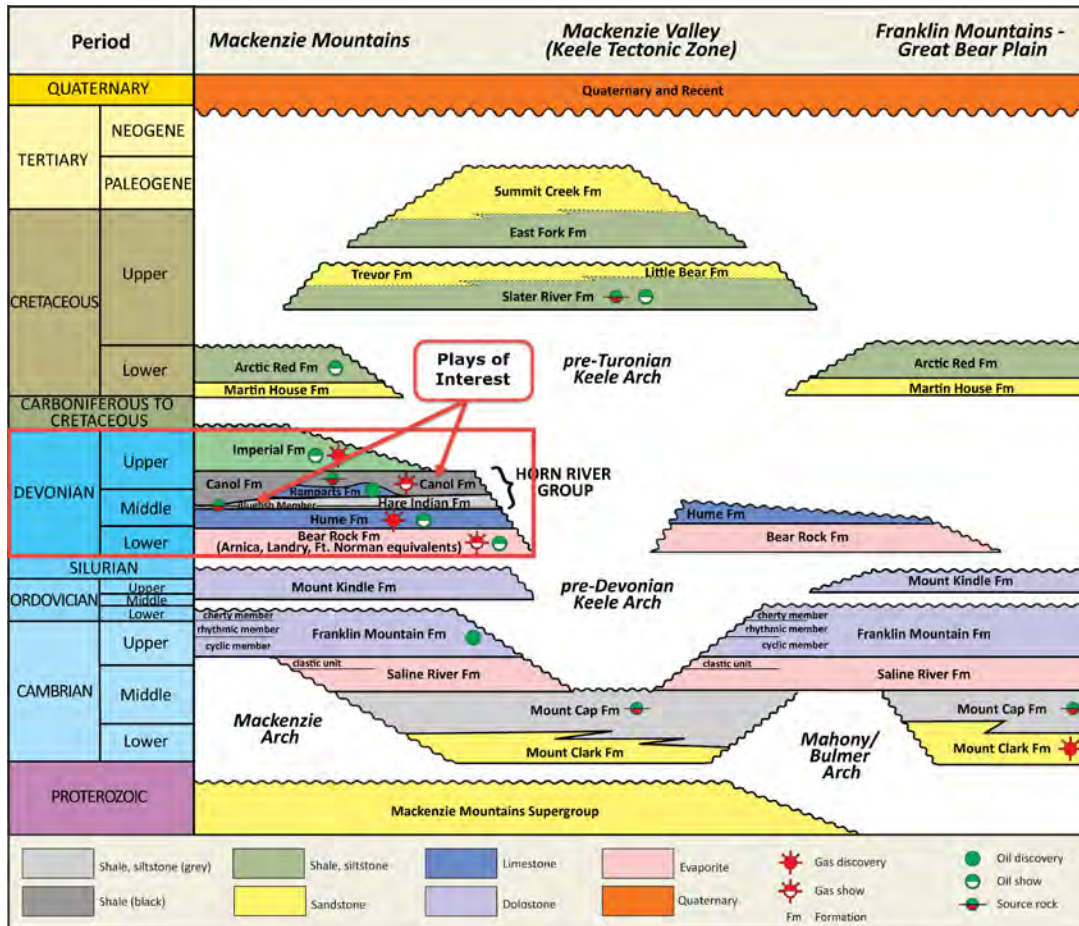 Period
Mackenzie Mountains
Mackenzie Valley
(Keele Tectonic Zone)
Franklin Mountains -
Great Bear Plain
QUATERNARY
Quaternary and Recent
TERTIARY
NEOGENE
PALEOGENE
Summit Creek Fm
East Fork Fm
CRETACEOUS
Upper
Trevor Fm
Little Bear Fm
Slater River Fm
Lower
Arctic Red Fm
Martin House Fm
Plays of
Interest
pre-Turonian
Keele Arch
Arctic Red Fm
Martin House Fm
CARBONIFEROUS TO
CRETACEOUS
DEVONIAN
Upper
Middle
Lower
Imperial Fm
Canol Fm
Canol Fm
Ramparts Fm
Bluefish Member
Hare Indian Fm
HORN RIVER
GROUP
Hume Fm
Bear Rock Fm
(Arnica, Landry, Ft. Norman equivalents)
Hume Fm
Bear Rock Fm
SILURIAN
ORDOVICIAN
Upper
Middle
Lower
Mount Kindle Fm
pre-Devonian
Keele Arch
Mount Kindle Fm
CAMBRIAN
Upper
Middle
Lower
cherty member
rhythmic member
cyclic member
Franklin Mountain Fm
cherty member
rhythmic member
cyclic member
Franklin Mountain Fm
clastic unit
Saline River Fm
clastic unit
Saline River Fm
Mackenzie
Arch
Mount Cap Fm
Mount Clark Fm
Mahony/
Bulmer
Arch
Mount Cap Fm
Mount Clark Fm
PROTEROZOIC
Mackenzie Mountains Supergroup
Shale, siltstone (grey)
Shale, siltstone
Limestone
Evaporite
Gas discovery
Oil discovery
Gas show
Oil show
Shale (black)
Sandstone
Dolostone
Quaternary
Fm Formation
Source rock